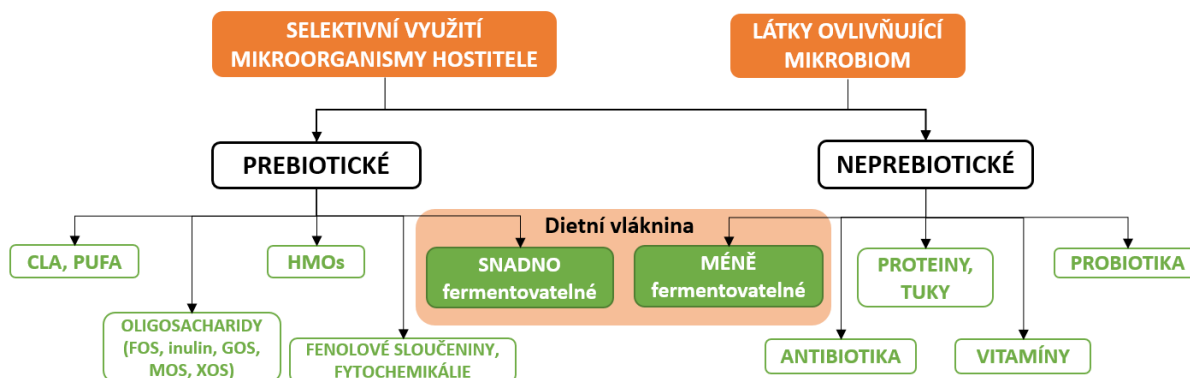 SELEKTIVNÍ VYUŽITÍ
MIKROORGANISMY HOSTITELE
LÁTKY OVLIVŇUJÍCÍ
MIKROBIOM
PREBIOTICKÉ
NEPREBIOTICKÉ
Dietní vláknina
CLA, PUFA
HMOs
SNADNO
fermentovatelné
MÉNĚ
fermentovatelné
PROTEINY,
TUKY
PROBIOTIKA
OLIGOSACHARIDY
(FOS, inulin, GOS,
MOS, XOS)
FENOLOVÉ SLOUČENINY,
FYTOCHEMIKÁLIE
ANTIBIOTIKA
VITAMÍNY